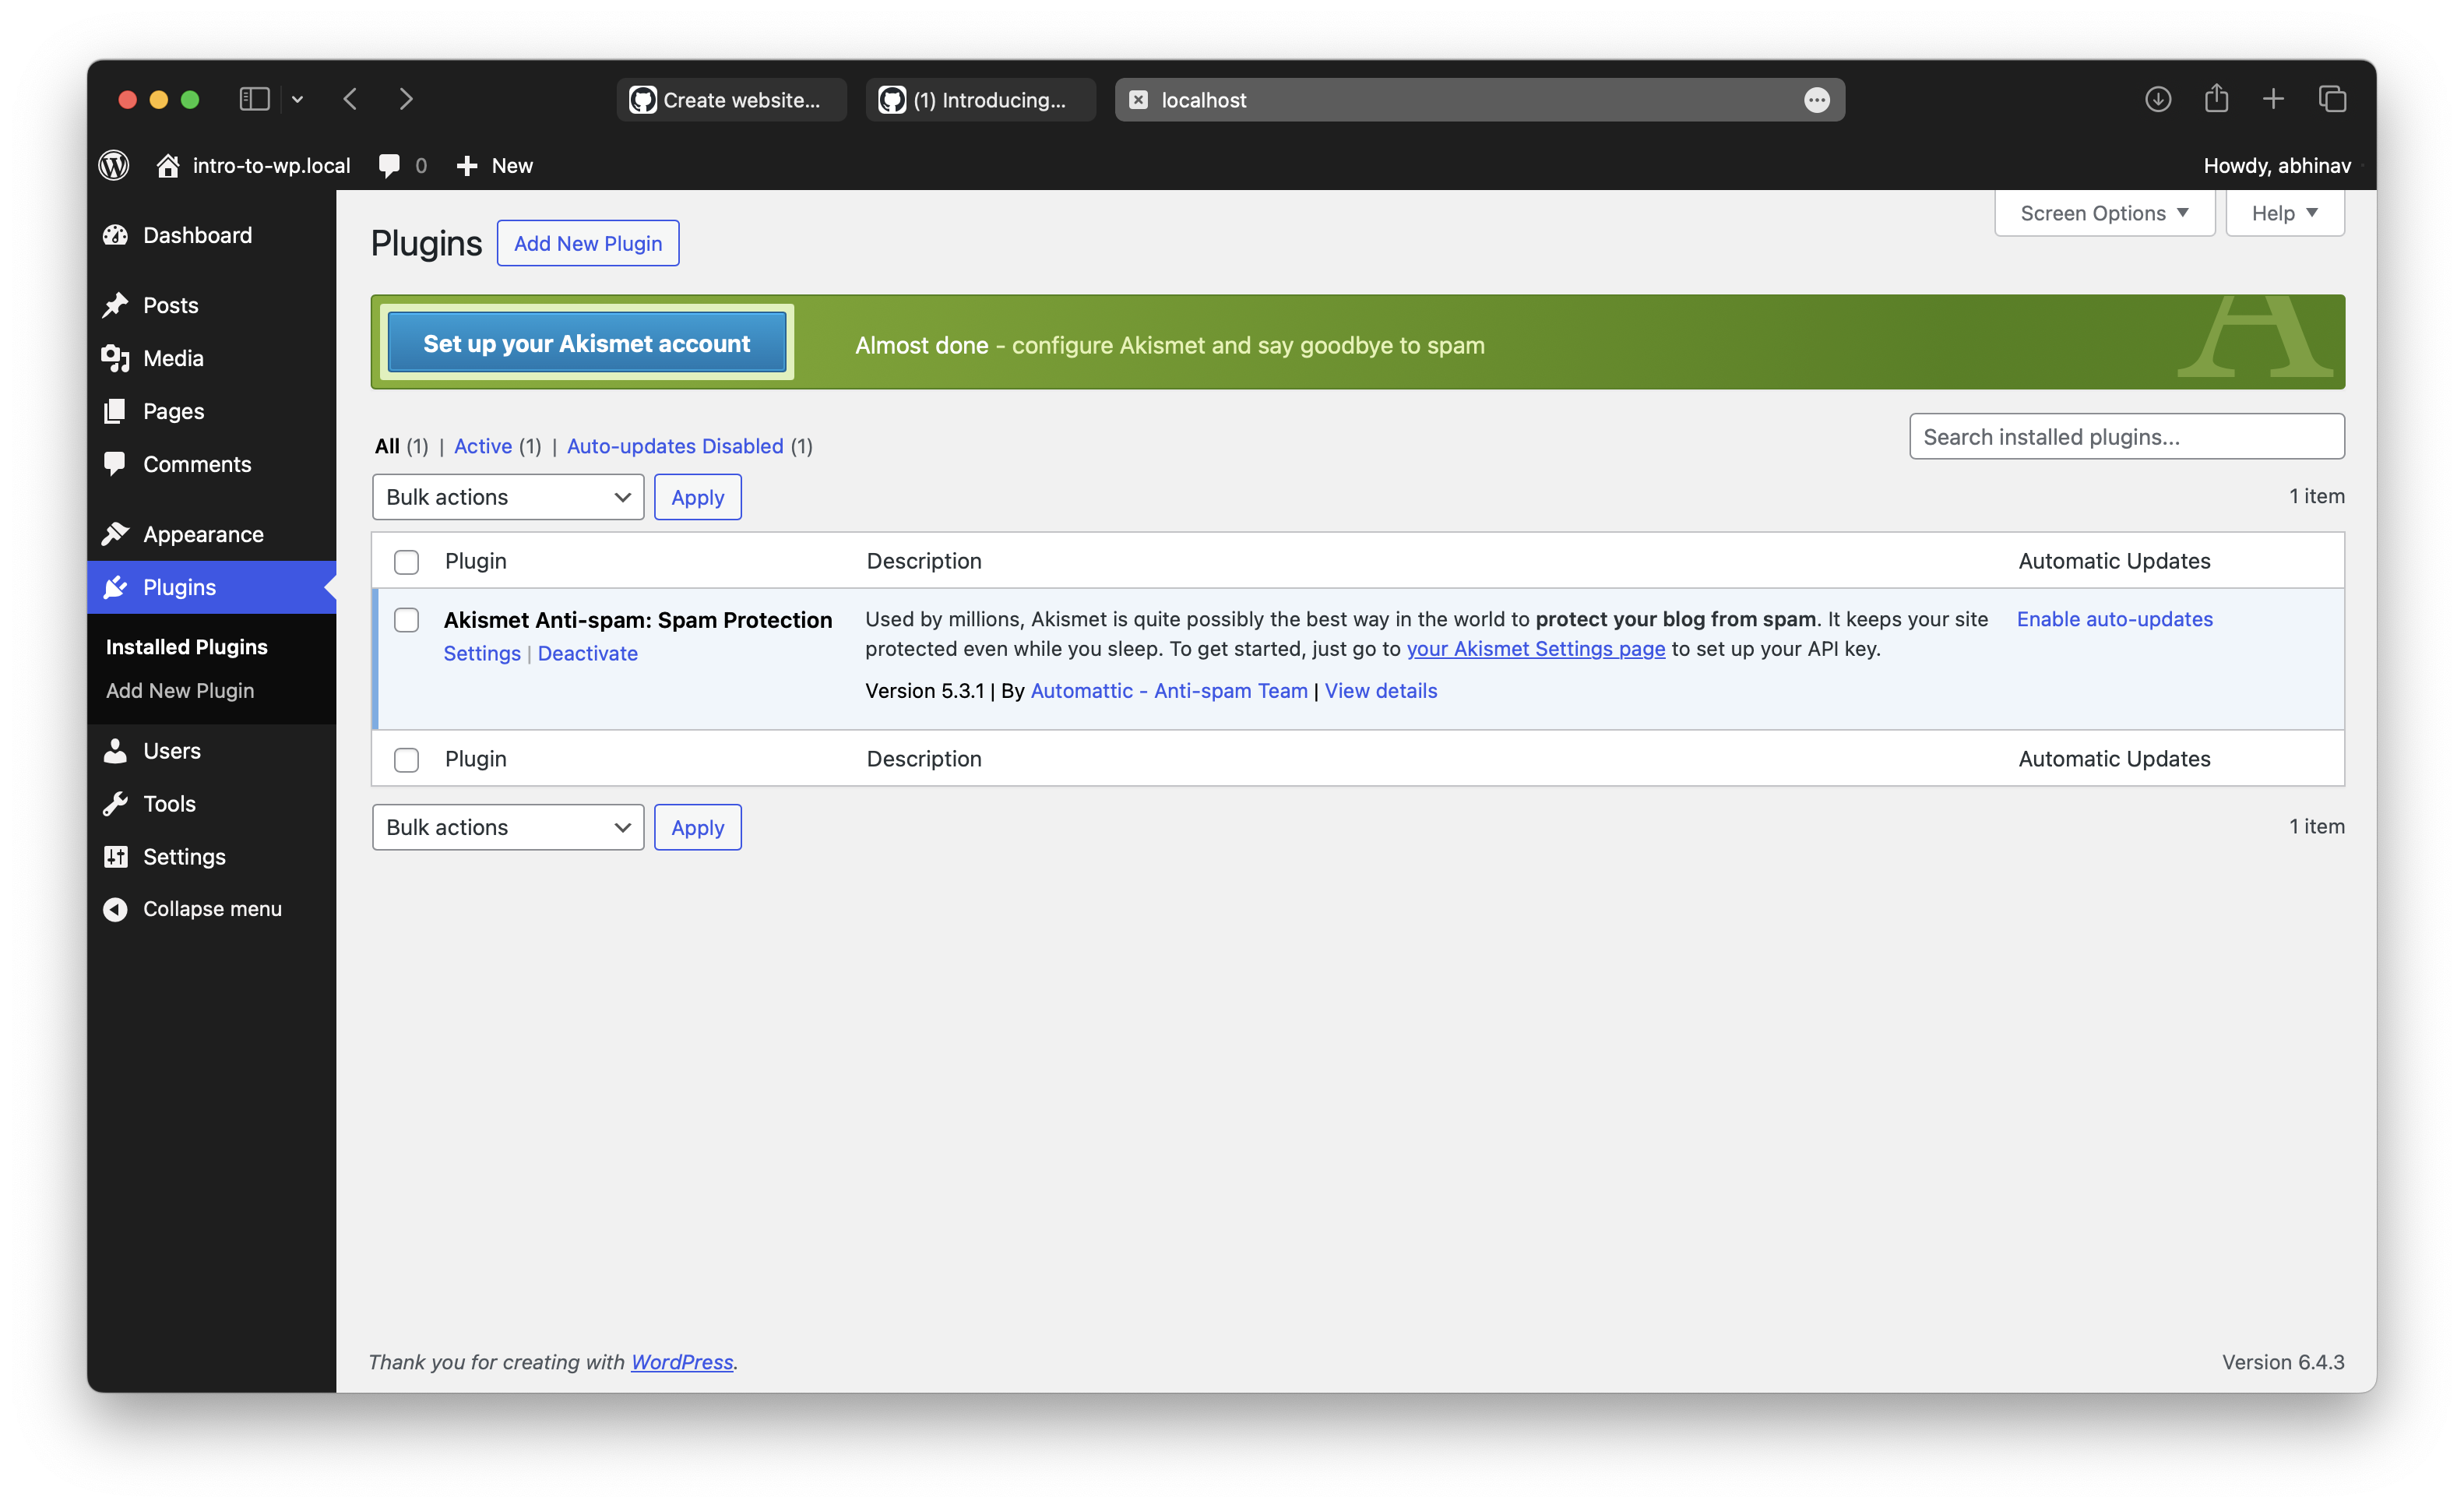 Create website...
(1) Introducing...
localhost
intro-to-wp.local
0
New
Howdy, abhinav
Dashboard
Posts
Media
Pages
Comments
Appearance
Plugins
Installed Plugins
Add New Plugin
Users
Tools
Settings
Collapse menu
Screen Options
Help
Plugins
Add New Plugin
Set up your Akismet account
Almost done - configure Akismet and say goodbye to spam
All (1) | Active (1) | Auto-updates Disabled (1)
Search installed plugins...
Bulk actions
Apply
1 item
Plugin
Description
Automatic Updates
Akismet Anti-spam: Spam Protection
Settings | Deactivate
Used by millions, Akismet is quite possibly the best way in the world to protect your blog from spam. It keeps your site
protected even while you sleep. To get started, just go to your Akismet Settings page to set up your API key.
Version 5.3.1 | By Automattic - Anti-spam Team | View details
Enable auto-updates
Plugin
Description
Automatic Updates
Bulk actions
Apply
1 item
Thank you for creating with WordPress.
Version 6.4.3